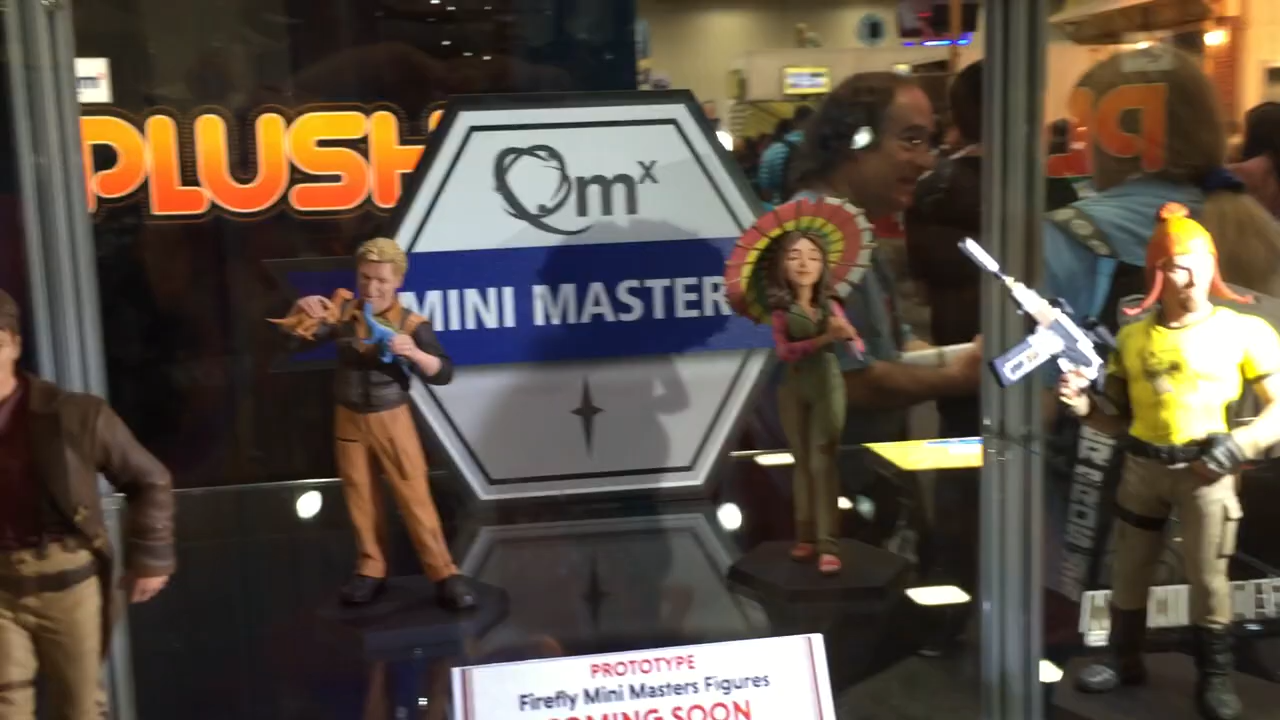 PLUSH
Qmx
MINI MASTER
PROTOTYPE
Firefly Mini Masters Figures
COMING SOON